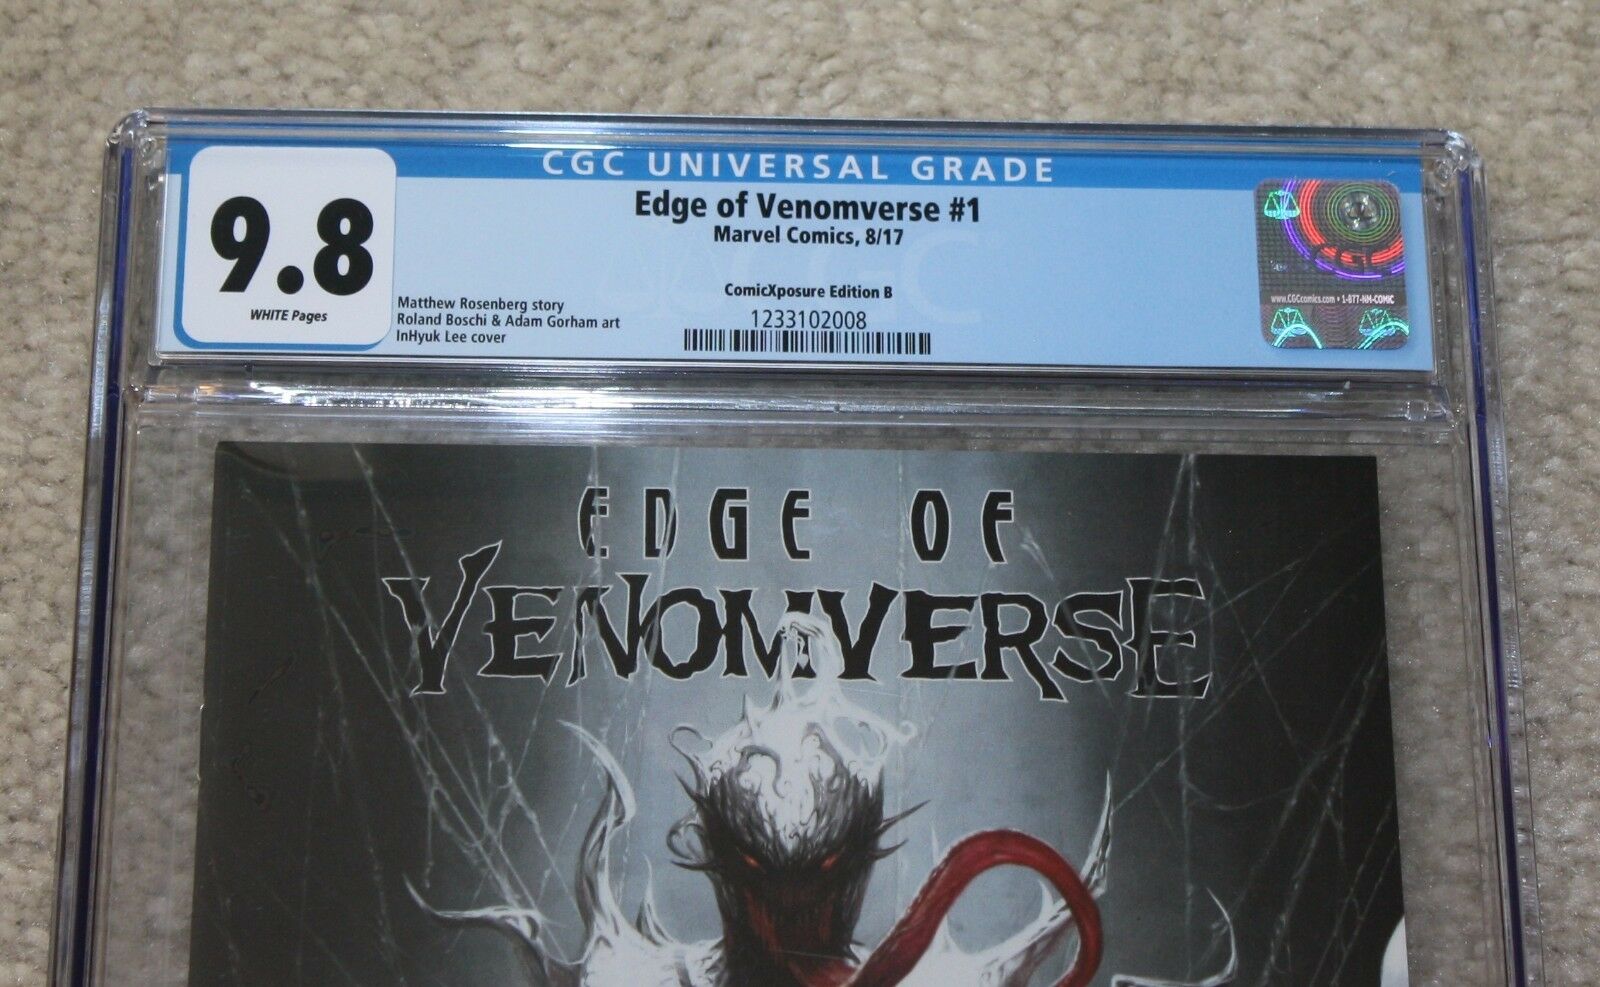 CGC UNIVERSAL GRADE
9.8
WHITE Pages
Edge of Venomverse #1
Marvel Comics, 8/17
ComicXposure Edition B
1233102008
Matthew Rosenberg story
Roland Boschi & Adam Gorham art
InHyuk Lee cover
CGC
www.CGCcomics.com • 1-877-NM-COMIC
EDGE OF
VENOMVERSE